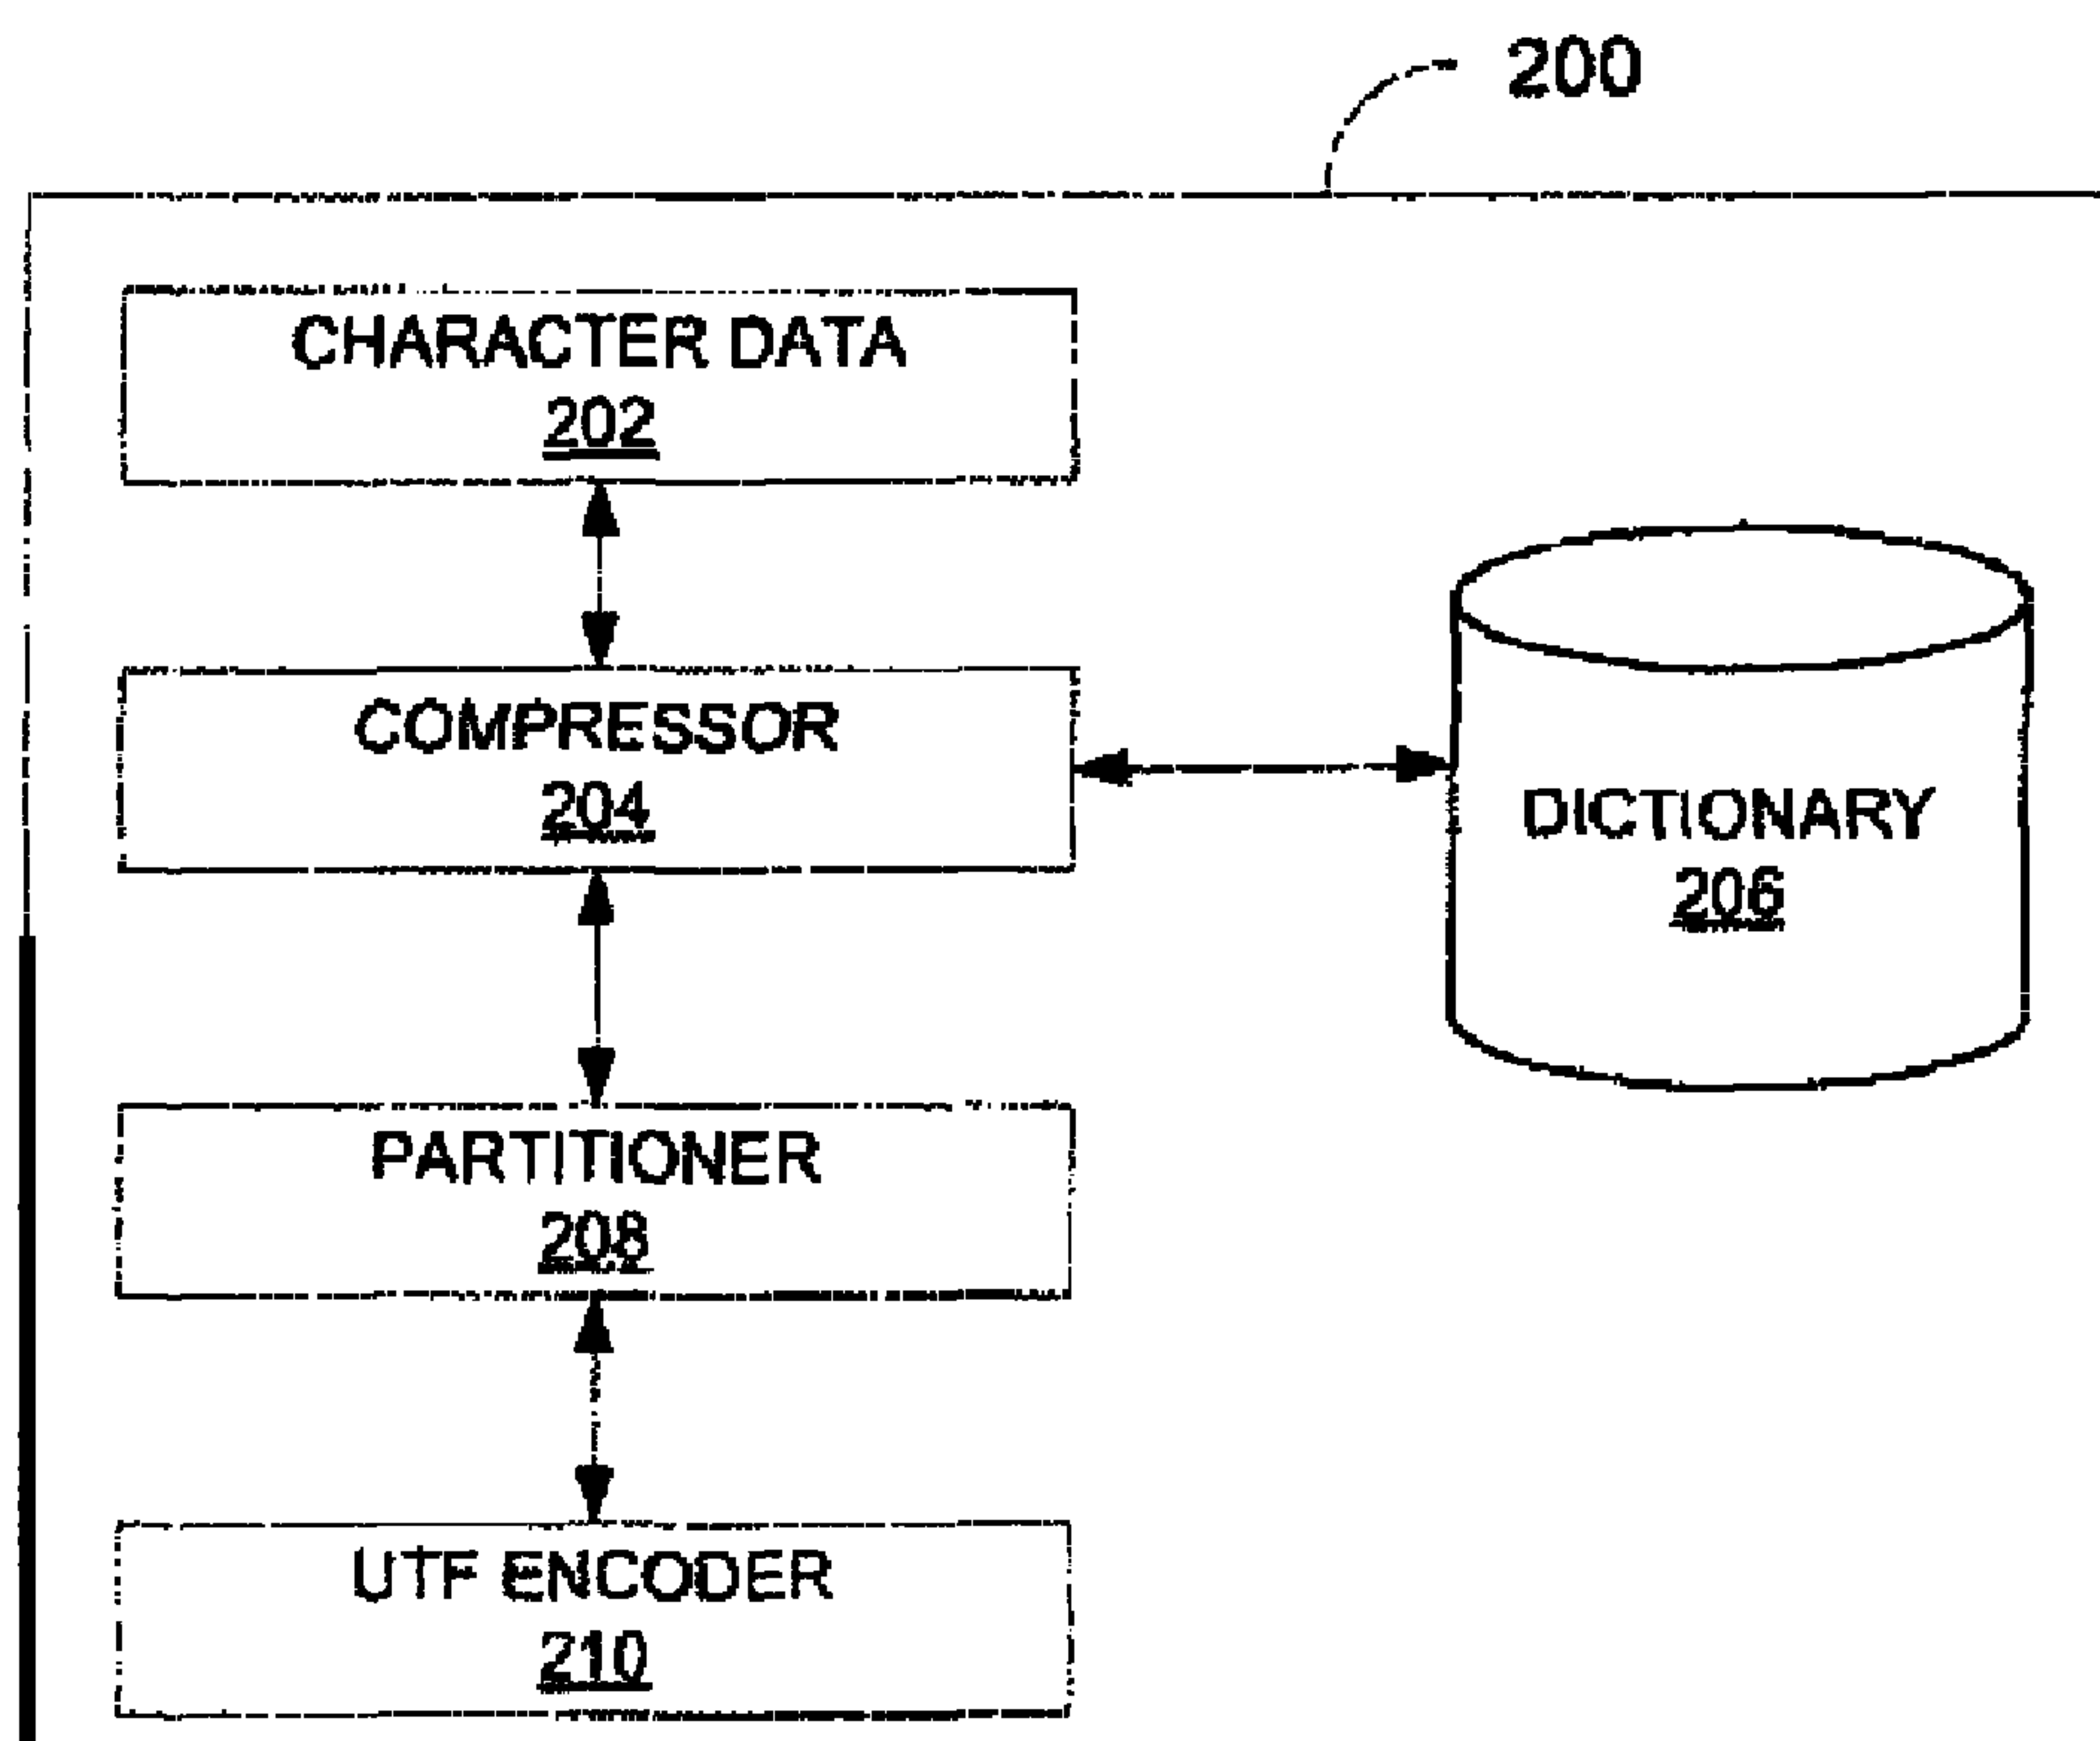 200
CHARACTER DATA
202
COMPRESSOR
204
DICTIONARY
206
PARTITIONER
208
UTF ENCODER
210